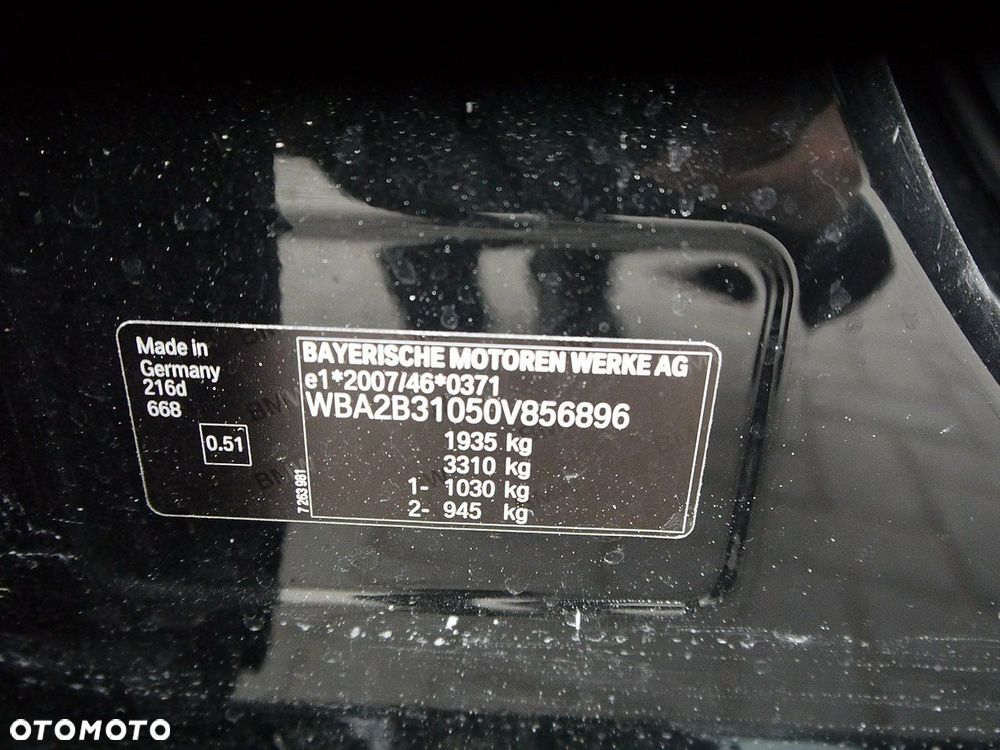 Made in
Germany
216d
668
0.51
7 263 981
BAYERISCHE MOTOREN WERKE AG
e1*2007/46*0371
WBA2B31050V856896
1935 kg
3310 kg
1- 1030 kg
2- 945 kg
OTOMOTO